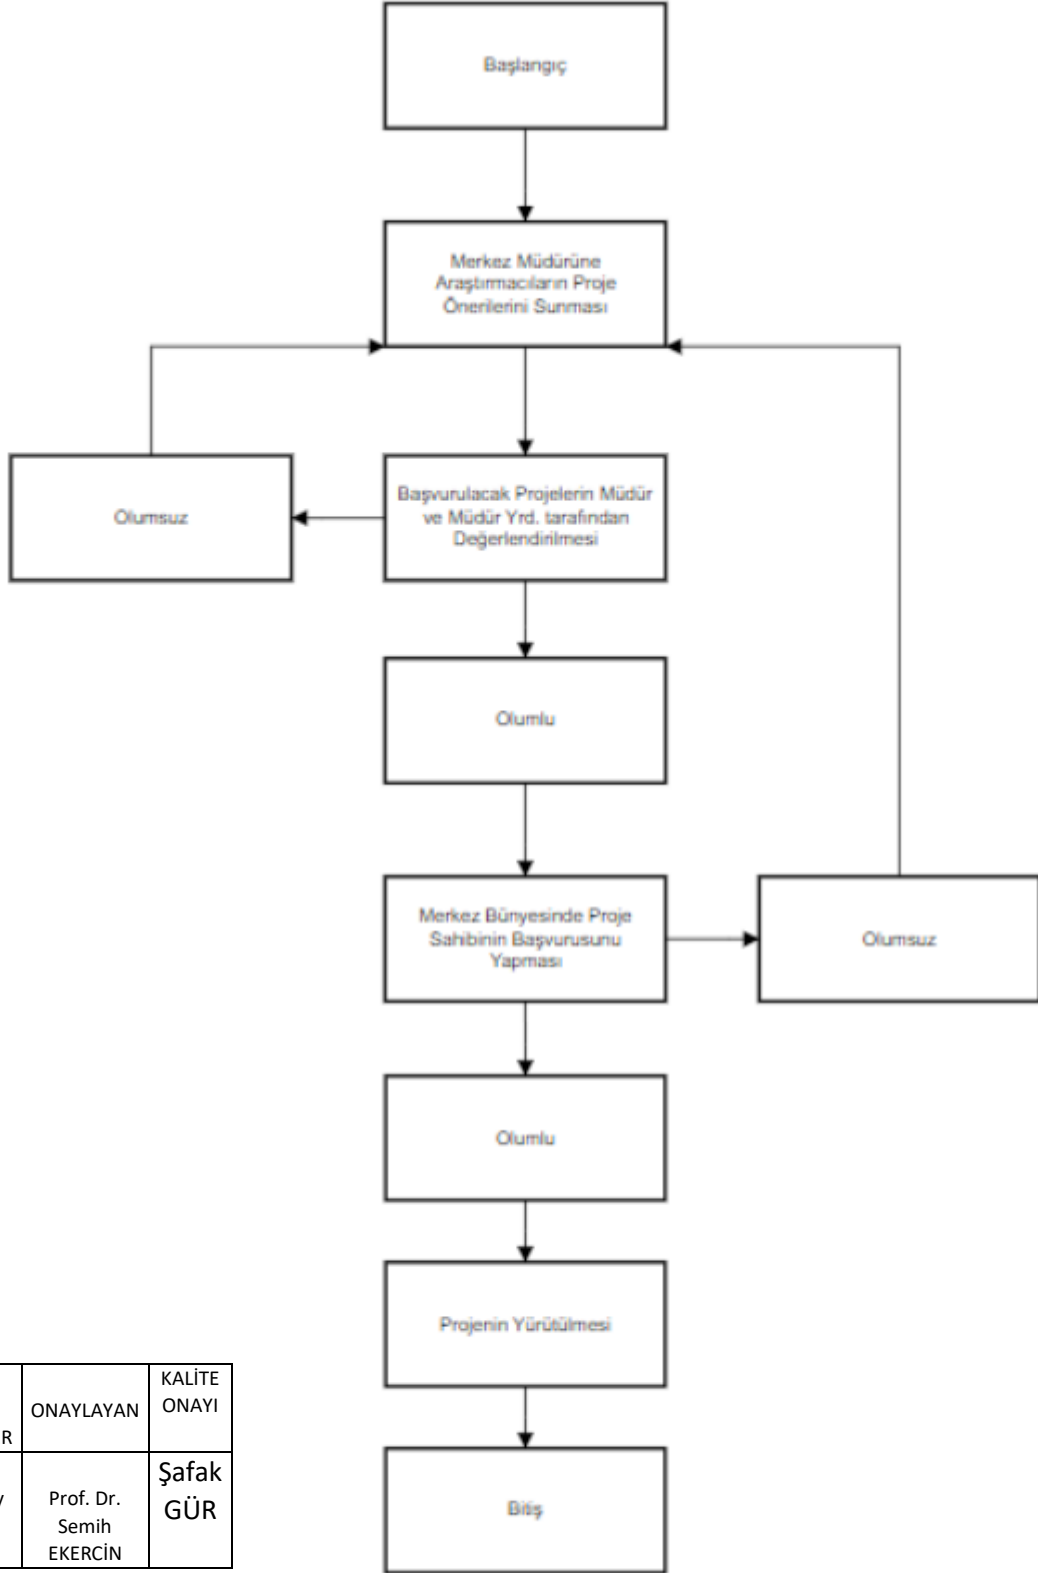 Başlangıç
Merkez Müdürüne
Araştırmacıların Proje
Önerilerini Sunması
Olumsuz
Başvurulacak Projelerin Müdür
ve Müdür Yrd. tarafından
Değerlendirilmesi
Olumlu
Merkez Bünyesinde Proje
Sahibinin Başvurusunu
Yapması
Olumsuz
Olumlu
Projenin Yürütülmesi
Bitiş
R
ONAYLAYAN
KALİTE
ONAYI
Prof. Dr.
Semih
EKERCİN
Şafak
GÜR